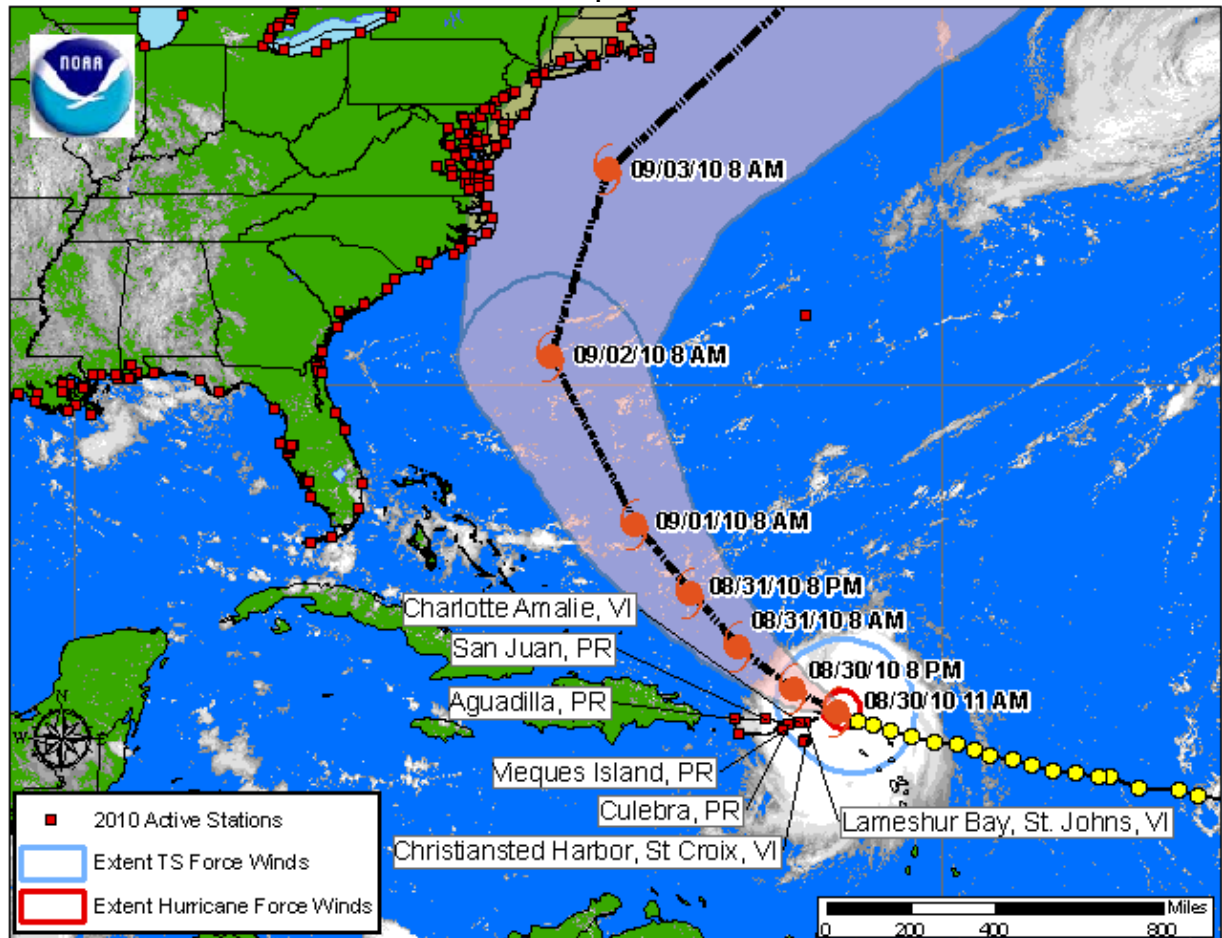 NOAA
09/03/10 8 AM
09/02/10 8 AM
09/01/10 8 AM
08/31/10 8 PM
Charlotte Amalie, VI
08/31/10 8 AM
San Juan, PR
08/30/10 8 PM
Aguadilla, PR
08/30/10 11 AM
N
W
E
S
Vieques Island, PR
Culebra, PR
Lameshur Bay, St. Johns, VI
Christiansted Harbor, St Croix, VI
2010 Active Stations
Extent TS Force Winds
Extent Hurricane Force Winds
Miles
0 200 400 800